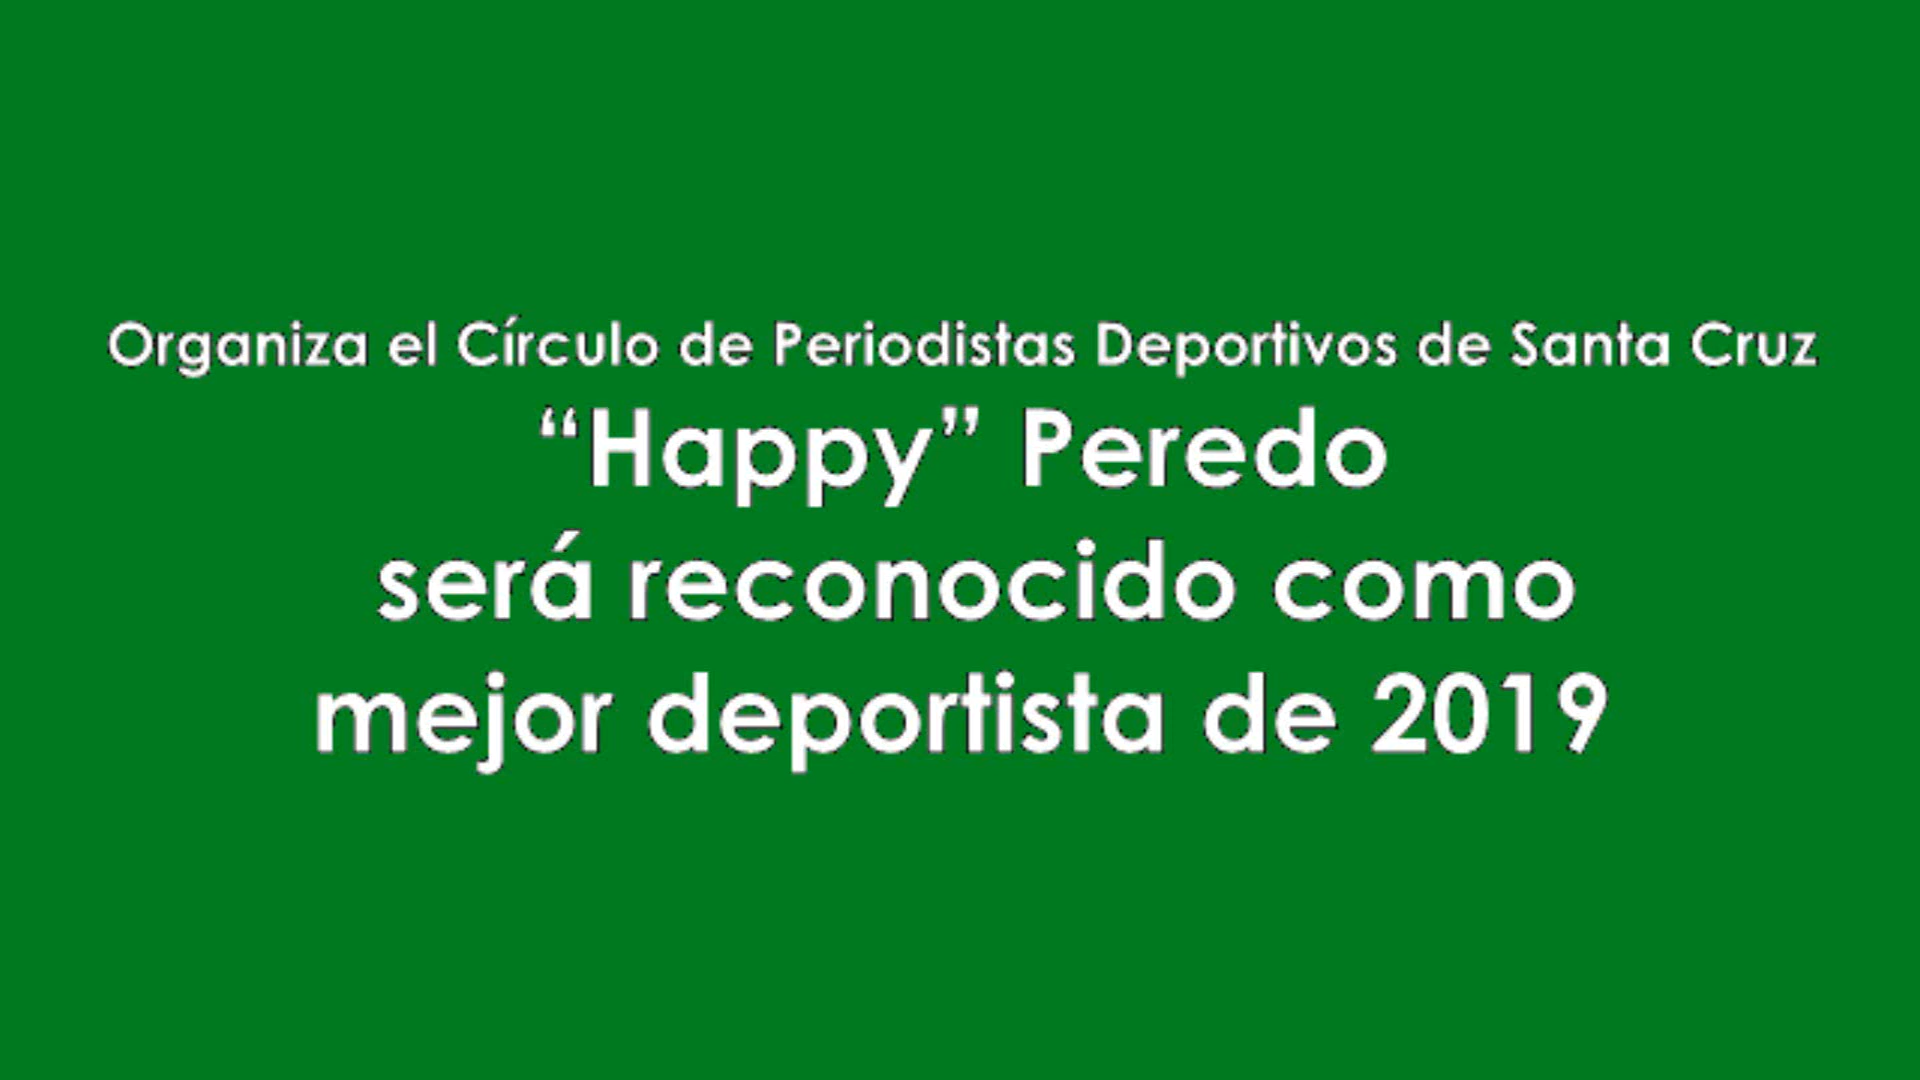 Organiza el Círculo de Periodistas Deportivos de Santa Cruz
“Happy” Peredo
será reconocido como
mejor deportista de 2019